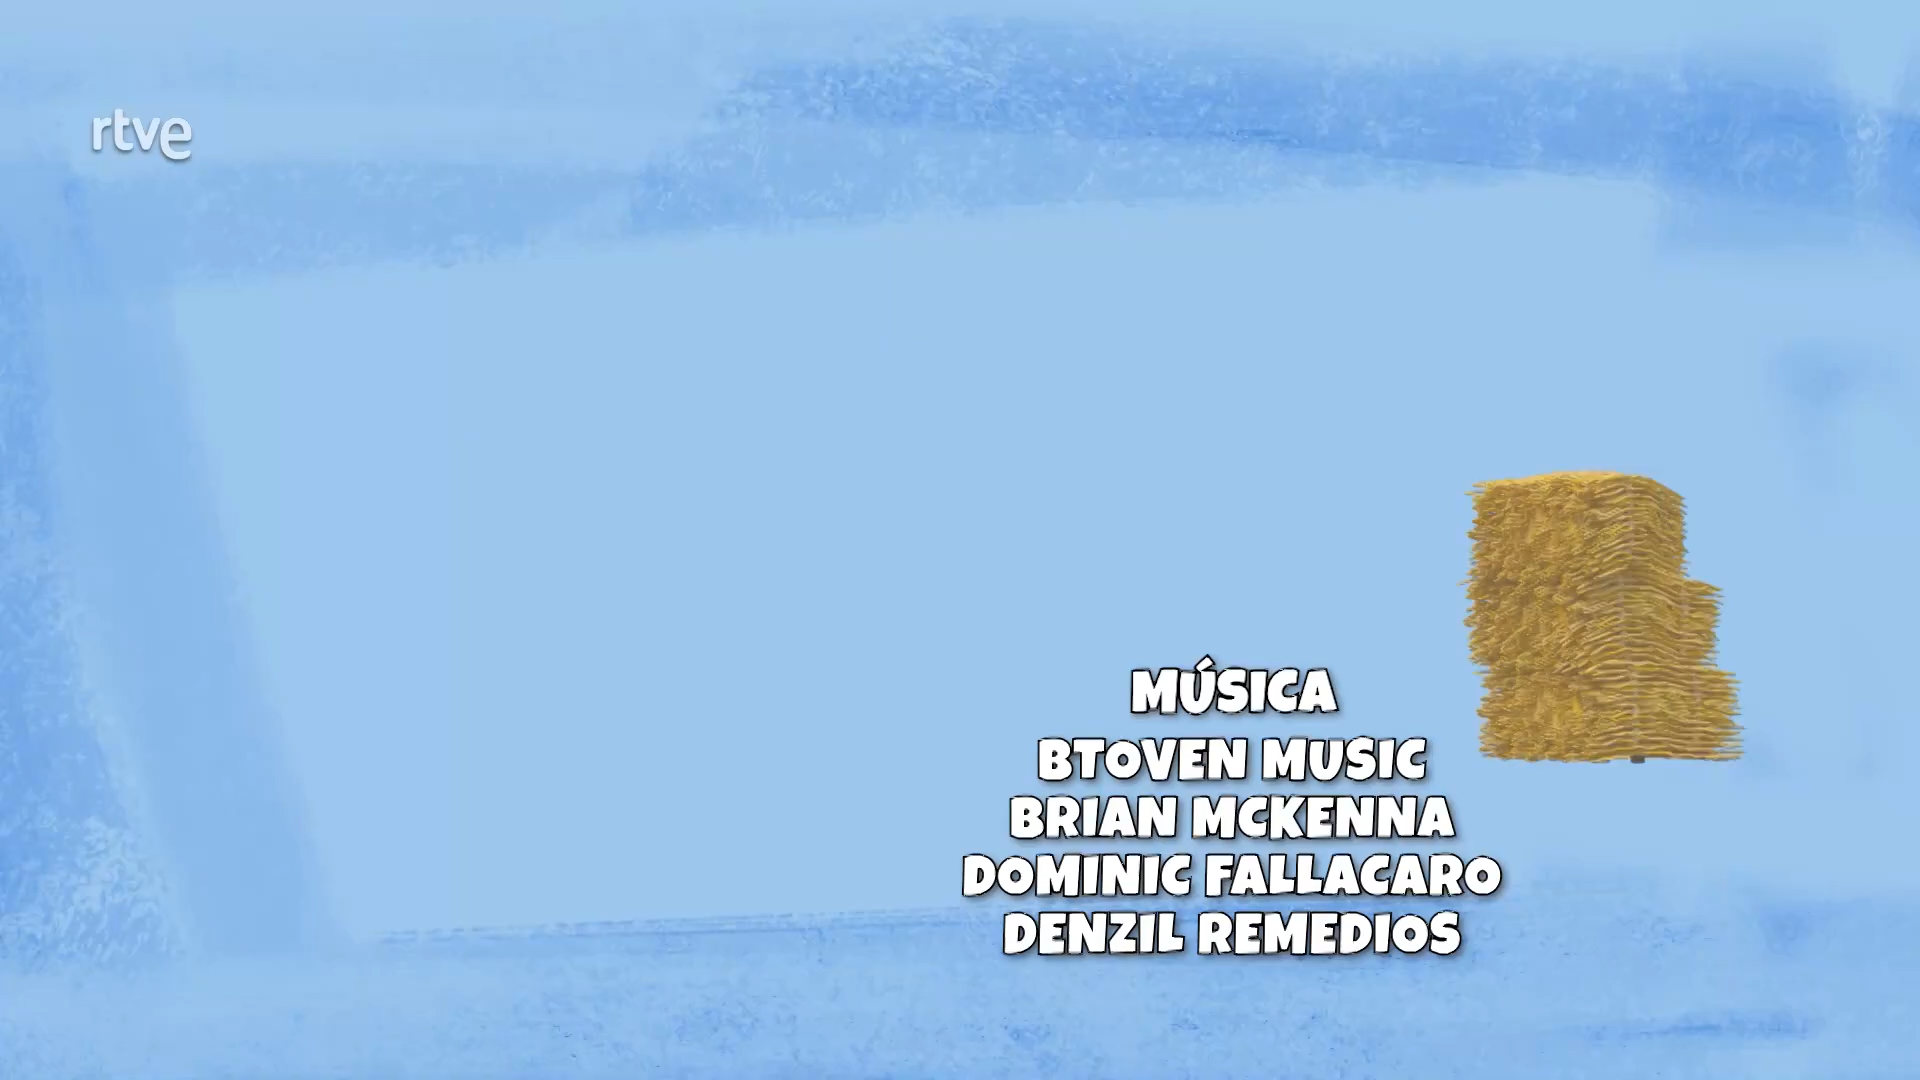 rtve
MÚSICA
BTOVEN MUSIC
BRIAN MCKENNA
DOMINIC FALLACARO
DENZIL REMEDIOS